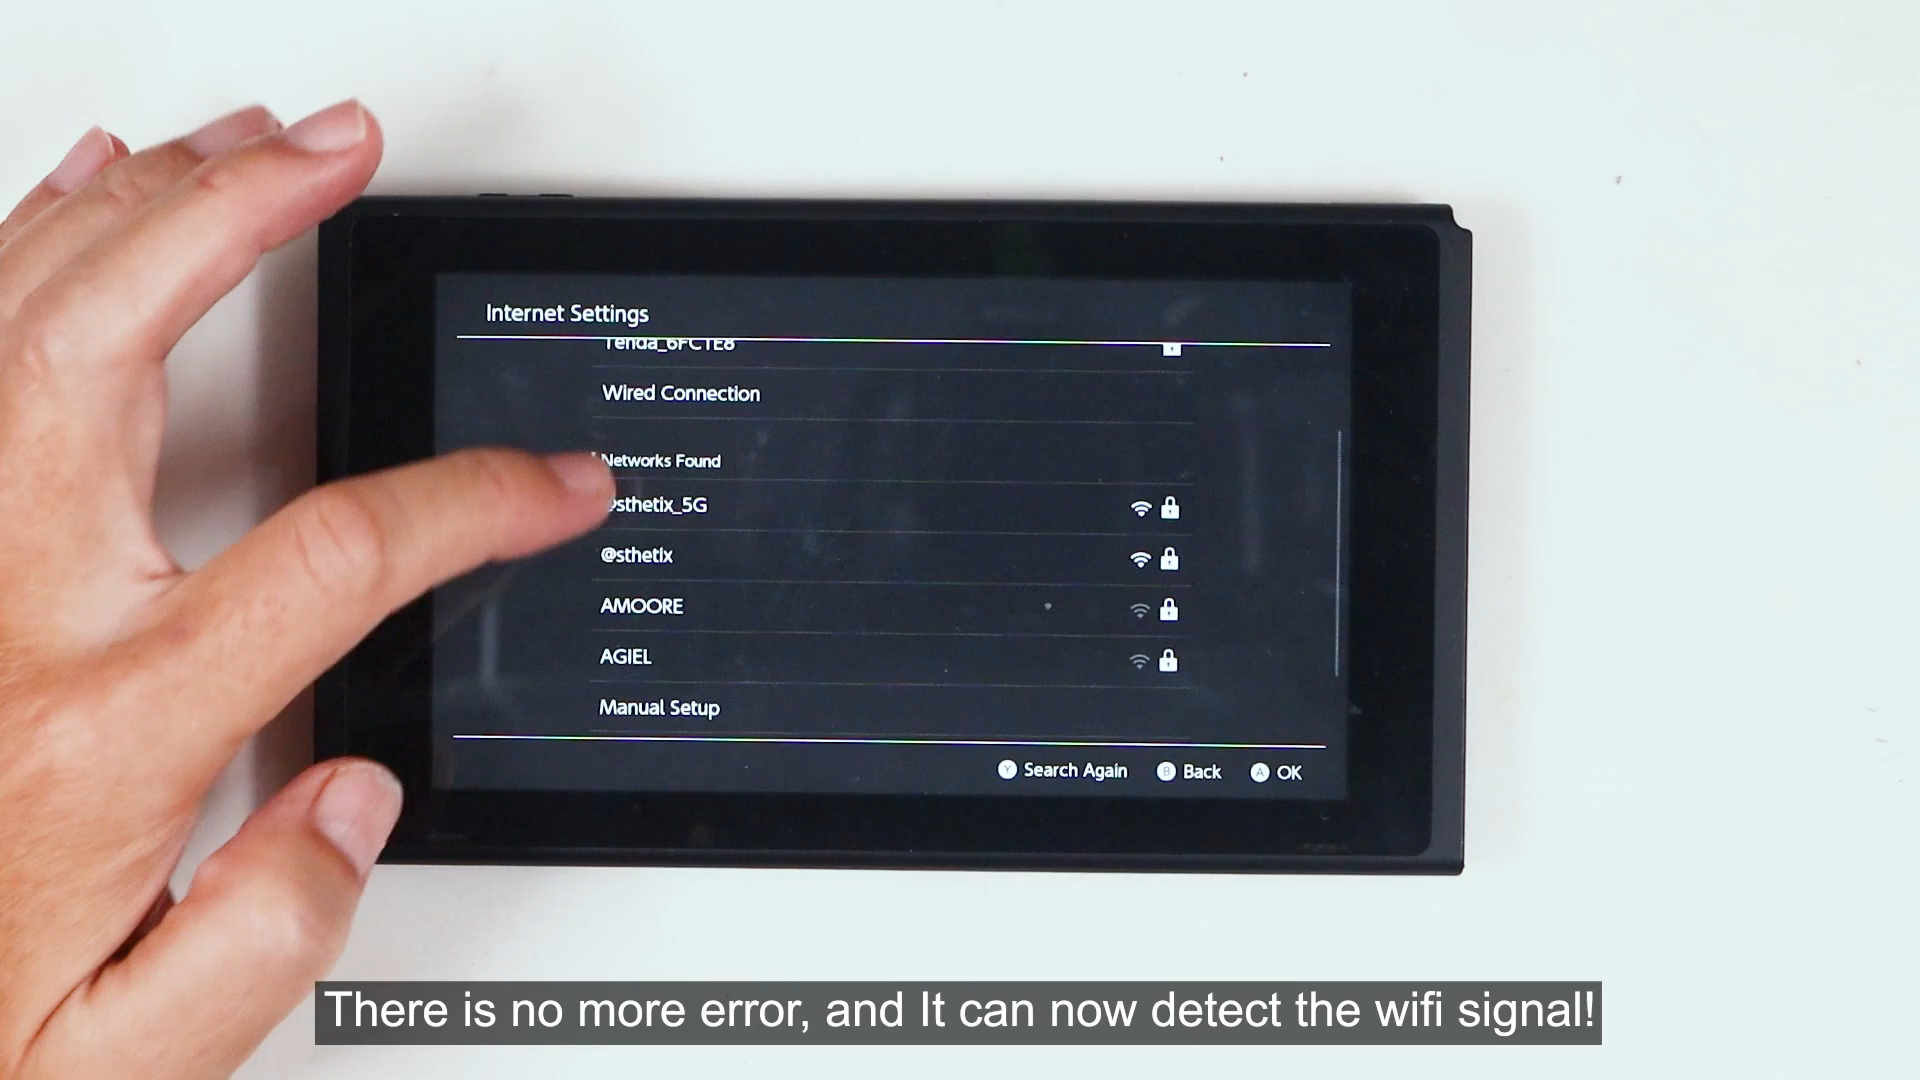 Internet Settings
Tenda_6FC1E8
Wired Connection
Networks Found
@sthetix_5G
@sthetix
AMOORE
AGIEL
Manual Setup
Y Search Again B Back A OK
There is no more error, and It can now detect the wifi signal!